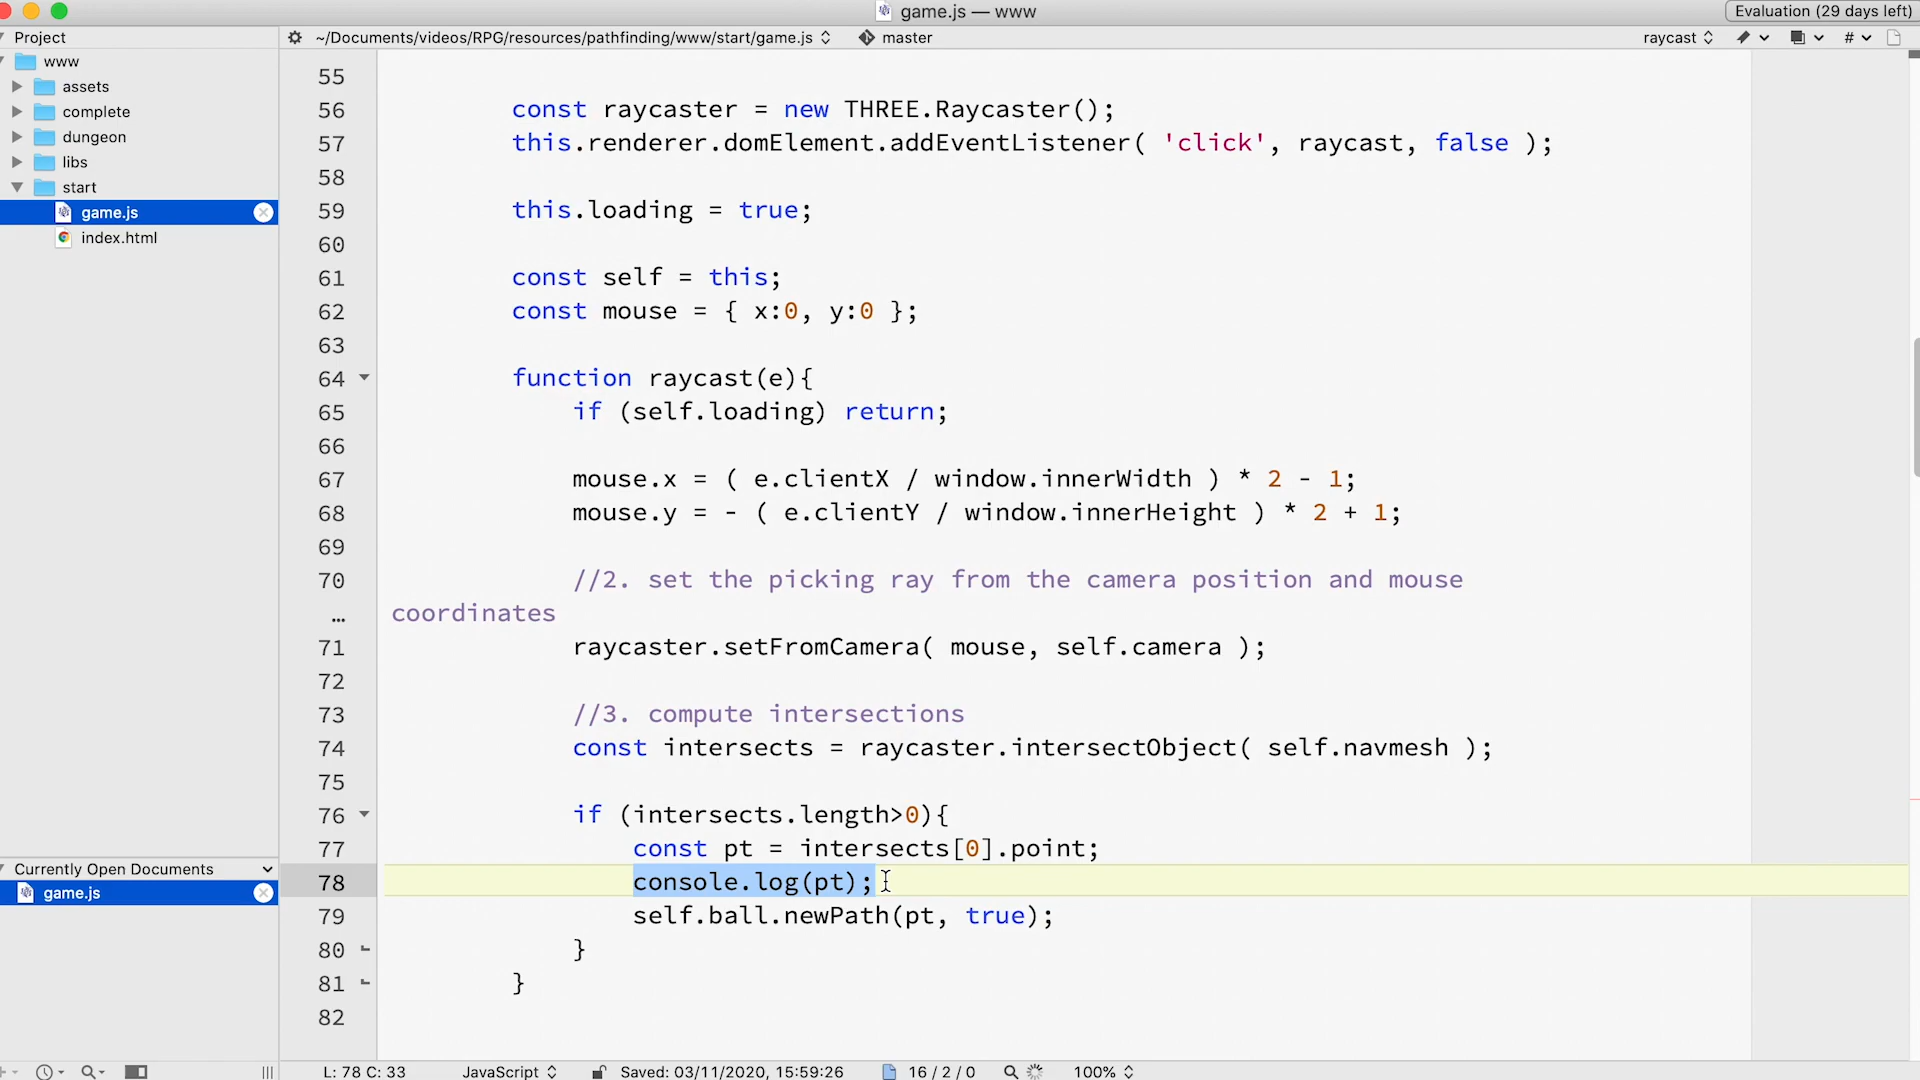 game.js — www
Evaluation (29 days left)
Project
~/Documents/videos/RPG/resources/pathfinding/www/start/game.js
master
raycast
#
www
assets
complete
dungeon
libs
start
game.js
index.html
55
56 const raycaster = new THREE.Raycaster();
57 this.renderer.domElement.addEventListener( 'click', raycast, false );
58
59 this.loading = true;
60
61 const self = this;
62 const mouse = { x:0, y:0 };
63
64 function raycast(e){
65 if (self.loading) return;
66
67 mouse.x = ( e.clientX / window.innerWidth ) * 2 - 1;
68 mouse.y = - ( e.clientY / window.innerHeight ) * 2 + 1;
69
70 //2. set the picking ray from the camera position and mouse
… coordinates
71 raycaster.setFromCamera( mouse, self.camera );
72
73 //3. compute intersections
74 const intersects = raycaster.intersectObject( self.navmesh );
75
76 if (intersects.length>0){
77 const pt = intersects[0].point;
78 console.log(pt);
79 self.ball.newPath(pt, true);
80 }
81 }
82
Currently Open Documents
game.js
L: 78 C: 33
JavaScript
Saved: 03/11/2020, 15:59:26
16 / 2 / 0
100%